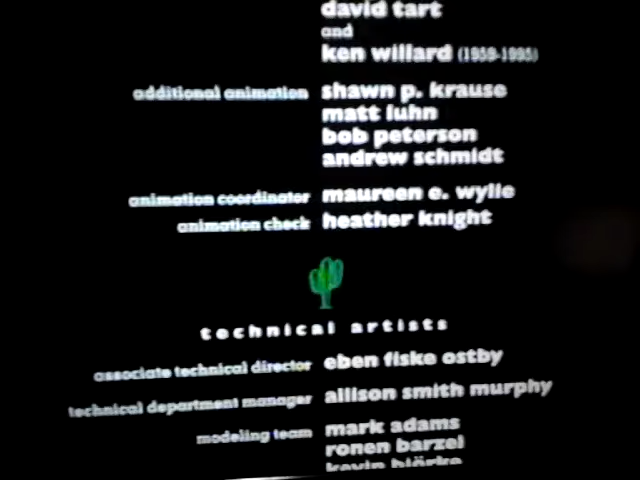 david tart
and
ken willard (1959-1995)
additional animation shawn p. krause
matt luhn
bob peterson
andrew schmidt
animation coordinator maureen e. wylie
animation check heather knight
technical artists
associate technical director eben fiske ostby
technical department manager allison smith murphy
modeling team mark adams
ronen barzel
kevin björke